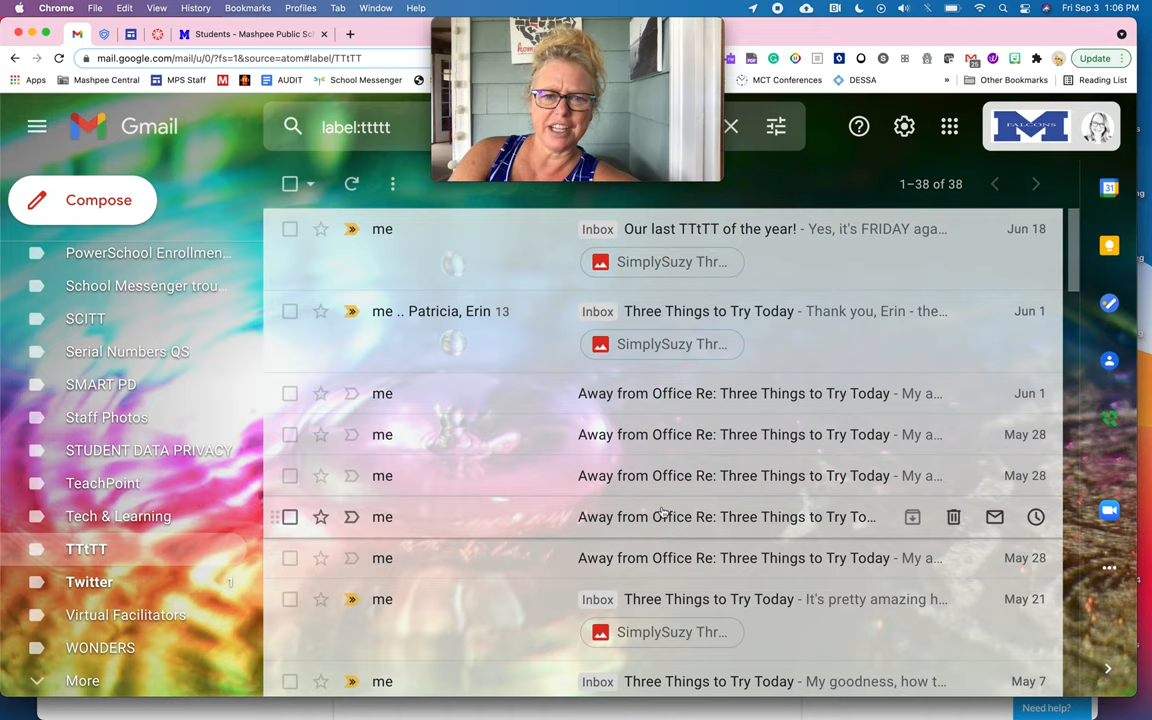 Chrome File Edit View History Bookmarks Profiles Tab Window Help Fri Sep 3 1:06 PM
Students - Mashpee Public Sc
mail.google.com/mail/u/0/?fs=1&source=atom#label/TTtTT Update
Apps Mashpee Central MPS Staff AUDIT School Messenger MCT Conferences DESSA » Other Bookmarks Reading List
Gmail label:ttttt FALCONS
Compose
1–38 of 38
PowerSchool Enrollmen...
School Messenger trou...
SCITT
Serial Numbers QS
SMART PD
Staff Photos
STUDENT DATA PRIVACY
TeachPoint
Tech & Learning
TTtTT
Twitter 1
Virtual Facilitators
WONDERS
More
me Inbox Our last TTtTT of the year! - Yes, it's FRIDAY aga... Jun 18
SimplySuzy Thr...
me .. Patricia, Erin 13 Inbox Three Things to Try Today - Thank you, Erin - the... Jun 1
SimplySuzy Thr...
me Away from Office Re: Three Things to Try Today - My a... Jun 1
me Away from Office Re: Three Things to Try Today - My a... May 28
me Away from Office Re: Three Things to Try Today - My a... May 28
me Away from Office Re: Three Things to Try To...
me Away from Office Re: Three Things to Try Today - My a... May 28
me Inbox Three Things to Try Today - It's pretty amazing h... May 21
SimplySuzy Thr...
me Inbox Three Things to Try Today - My goodness, how t... May 7
31
Need help?